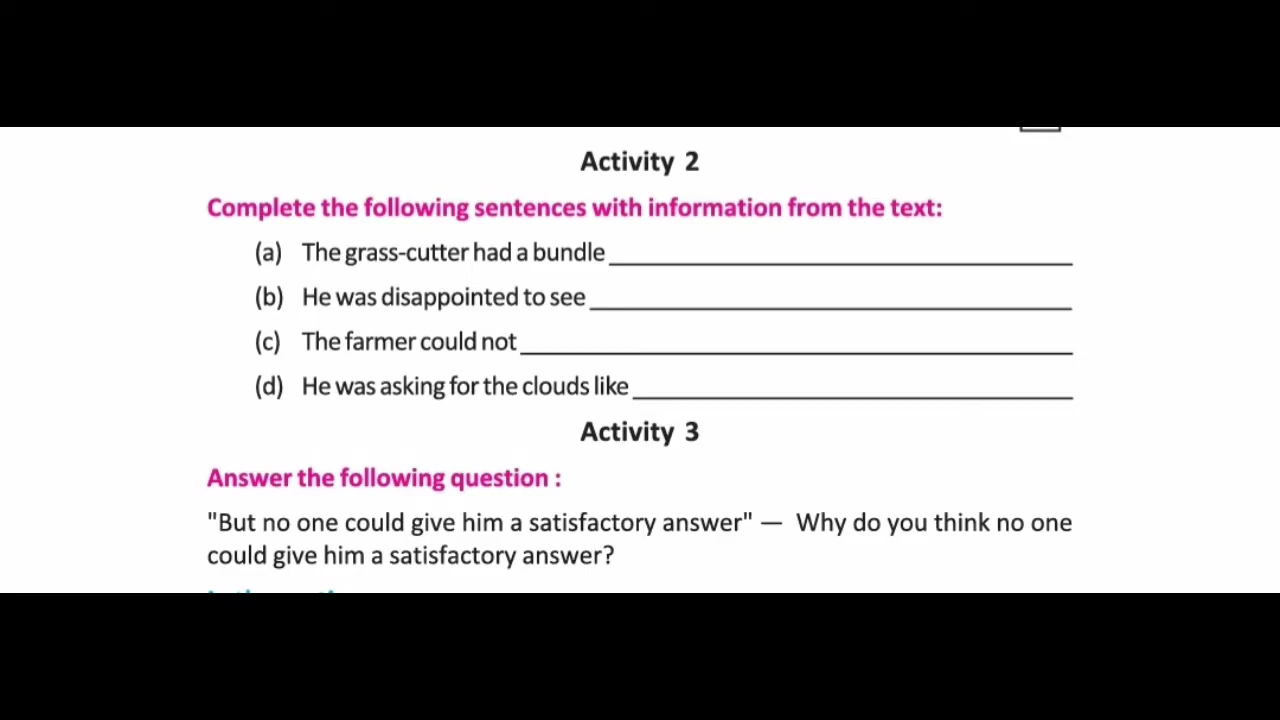 Activity 2
Complete the following sentences with information from the text:
(a) The grass-cutter had a bundle
(b) He was disappointed to see
(c) The farmer could not
(d) He was asking for the clouds like
Activity 3
Answer the following question :
"But no one could give him a satisfactory answer" — Why do you think no one
could give him a satisfactory answer?